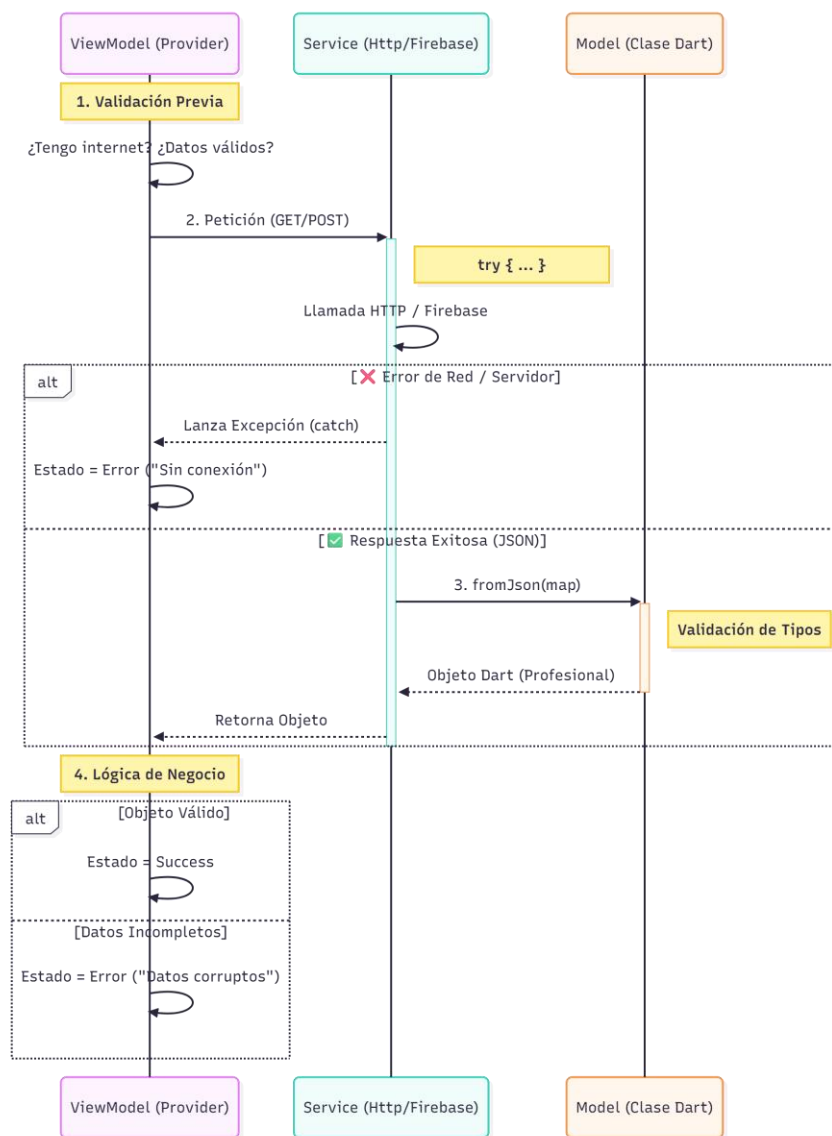 ViewModel (Provider)
Service (Http/Firebase)
Model (Clase Dart)
1. Validación Previa
¿Tengo internet? ¿Datos válidos?
2. Petición (GET/POST)
try { ... }
Llamada HTTP / Firebase
alt
[❌ Error de Red / Servidor]
Lanza Excepción (catch)
Estado = Error ("Sin conexión")
[✅ Respuesta Exitosa (JSON)]
3. fromJson(map)
Validación de Tipos
Objeto Dart (Profesional)
Retorna Objeto
4. Lógica de Negocio
alt
[Objeto Válido]
Estado = Success
[Datos Incompletos]
Estado = Error ("Datos corruptos")
ViewModel (Provider)
Service (Http/Firebase)
Model (Clase Dart)